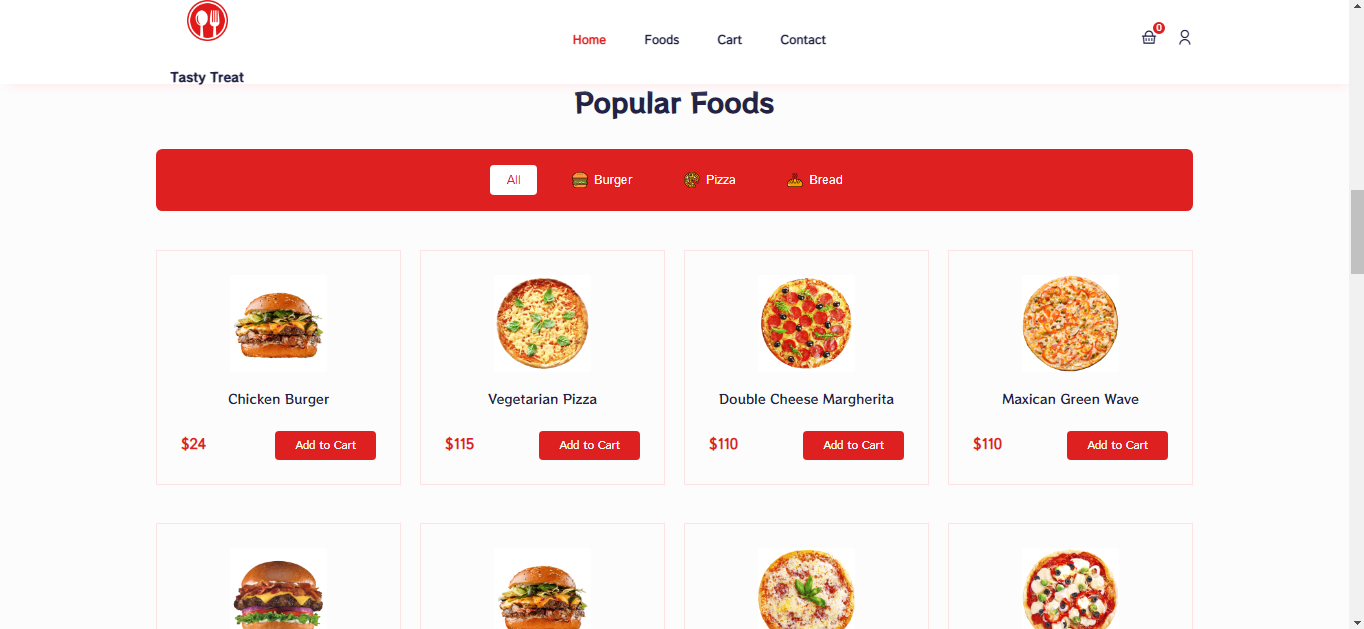 Home Foods Cart Contact 0
Tasty Treat
Popular Foods
All Burger Pizza Bread
Chicken Burger
$24 Add to Cart
Vegetarian Pizza
$115 Add to Cart
Double Cheese Margherita
$110 Add to Cart
Maxican Green Wave
$110 Add to Cart